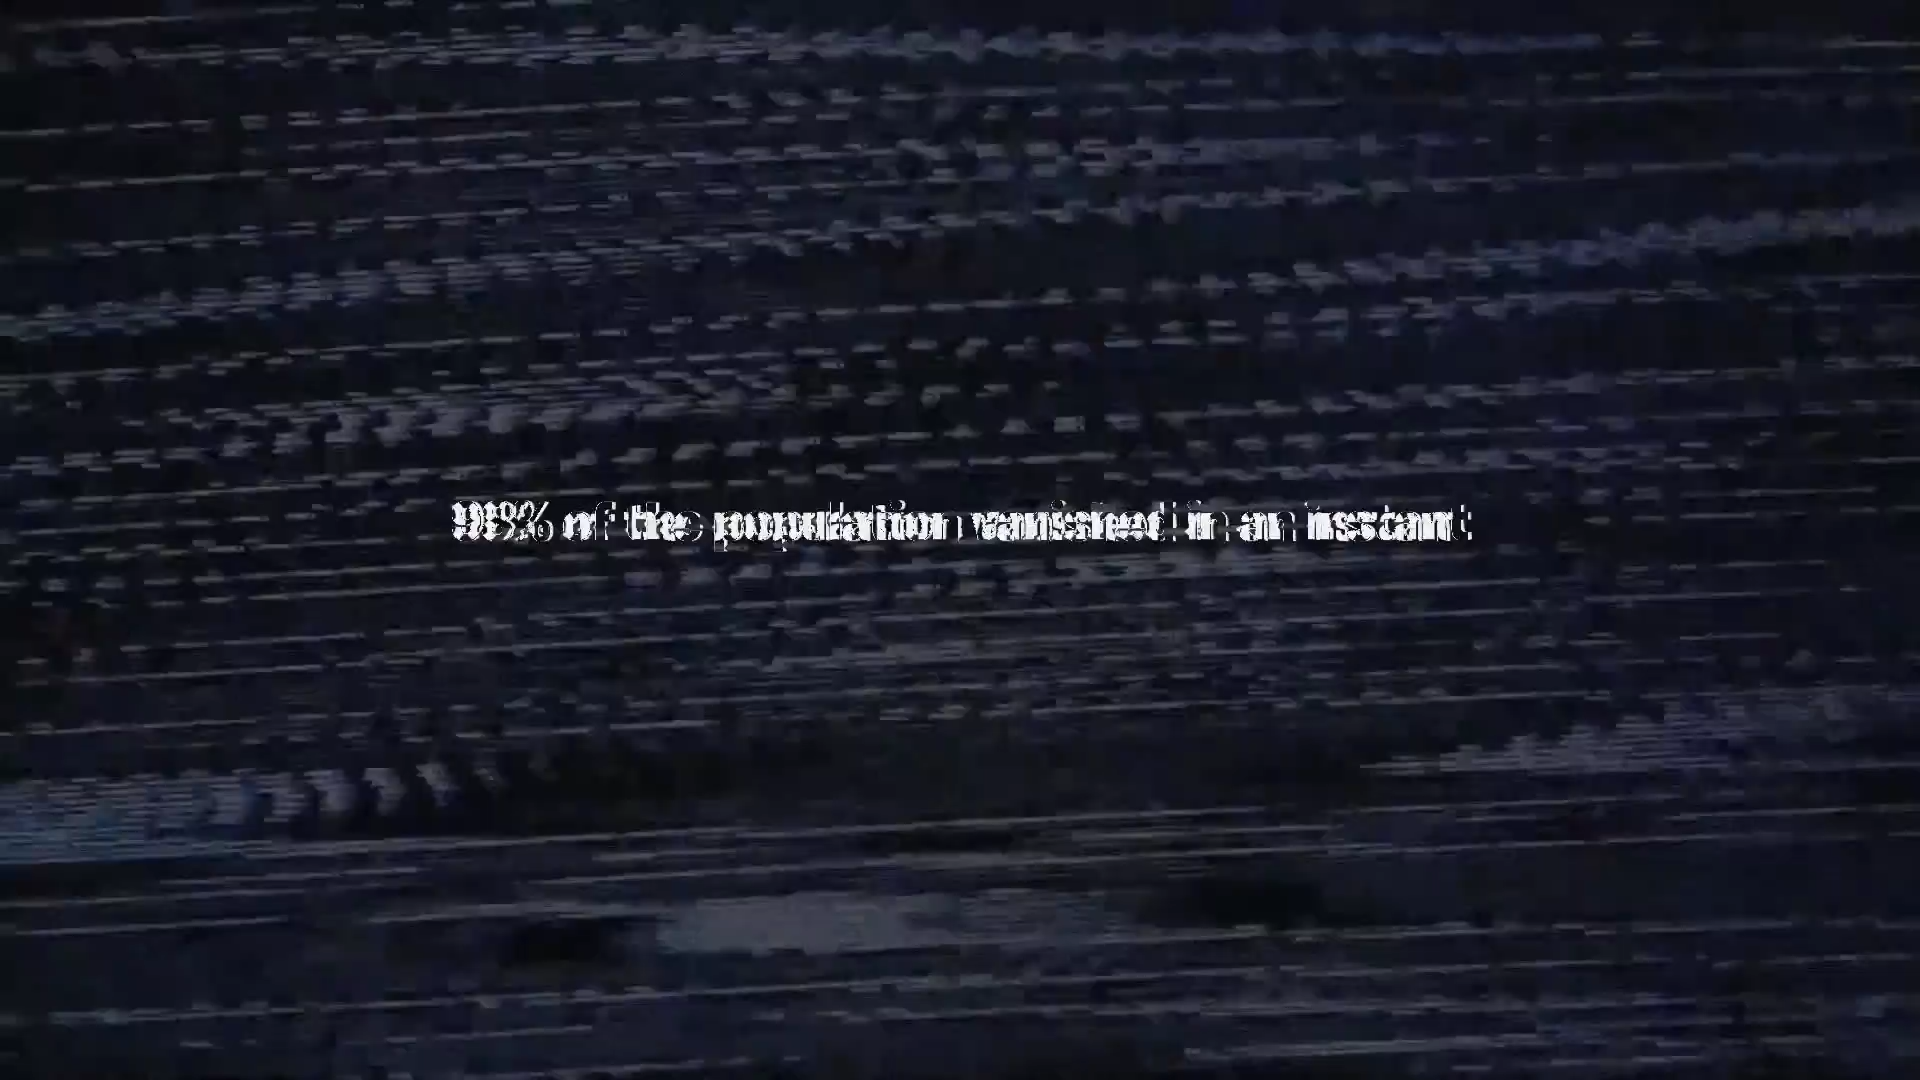 % of the population vanished in an instant